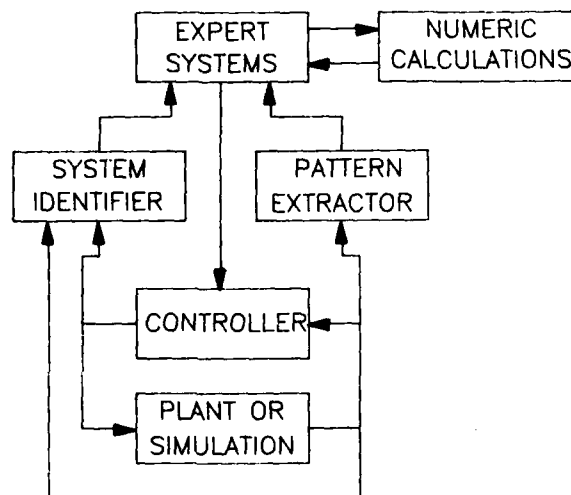 EXPERT
SYSTEMS
NUMERIC
CALCULATIONS
SYSTEM
IDENTIFIER
PATTERN
EXTRACTOR
CONTROLLER
PLANT OR
SIMULATION